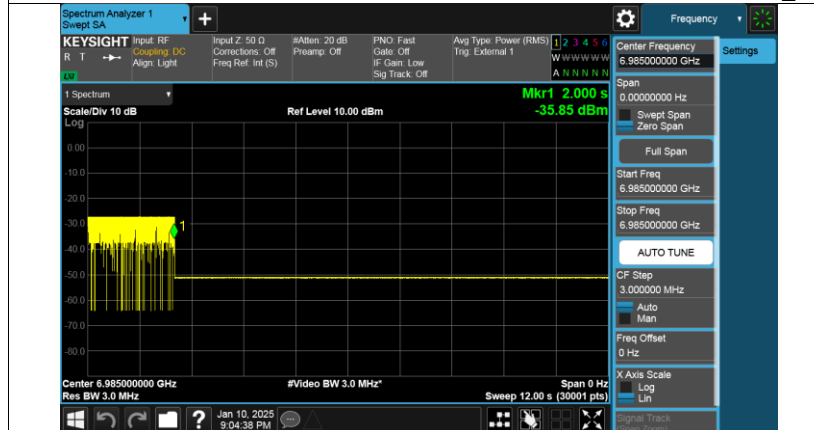 Spectrum Analyzer 1
Swept SA
Frequency
KEYSIGHT
R T
LXI
Input: RF
Coupling: DC
Align: Light
Input Z: 50 Ω
Corrections: Off
Freq Ref: Int (S)
#Atten: 20 dB
Preamp: Off
PNO: Fast
Gate: Off
IF Gain: Low
Sig Track: Off
Avg Type: Power (RMS)
Trig: External 1
1 2 3 4 5 6
W W W W W W
A N N N N N
1 Spectrum
Scale/Div 10 dB
Log
Ref Level 10.00 dBm
Mkr1 2.000 s
-35.85 dBm
0.00
-10.0
-20.0
-30.0
-40.0
-50.0
-60.0
-70.0
-80.0
1
Center 6.985000000 GHz
Res BW 3.0 MHz
#Video BW 3.0 MHz*
Span 0 Hz
Sweep 12.00 s (30001 pts)
Jan 10, 2025
9:04:38 PM
Center Frequency
6.985000000 GHz
Settings
Span
0.00000000 Hz
Swept Span
Zero Span
Full Span
Start Freq
6.985000000 GHz
Stop Freq
6.985000000 GHz
AUTO TUNE
CF Step
3.000000 MHz
Auto
Man
Freq Offset
0 Hz
X Axis Scale
Log
Lin
Signal Track
(Span Zoom)